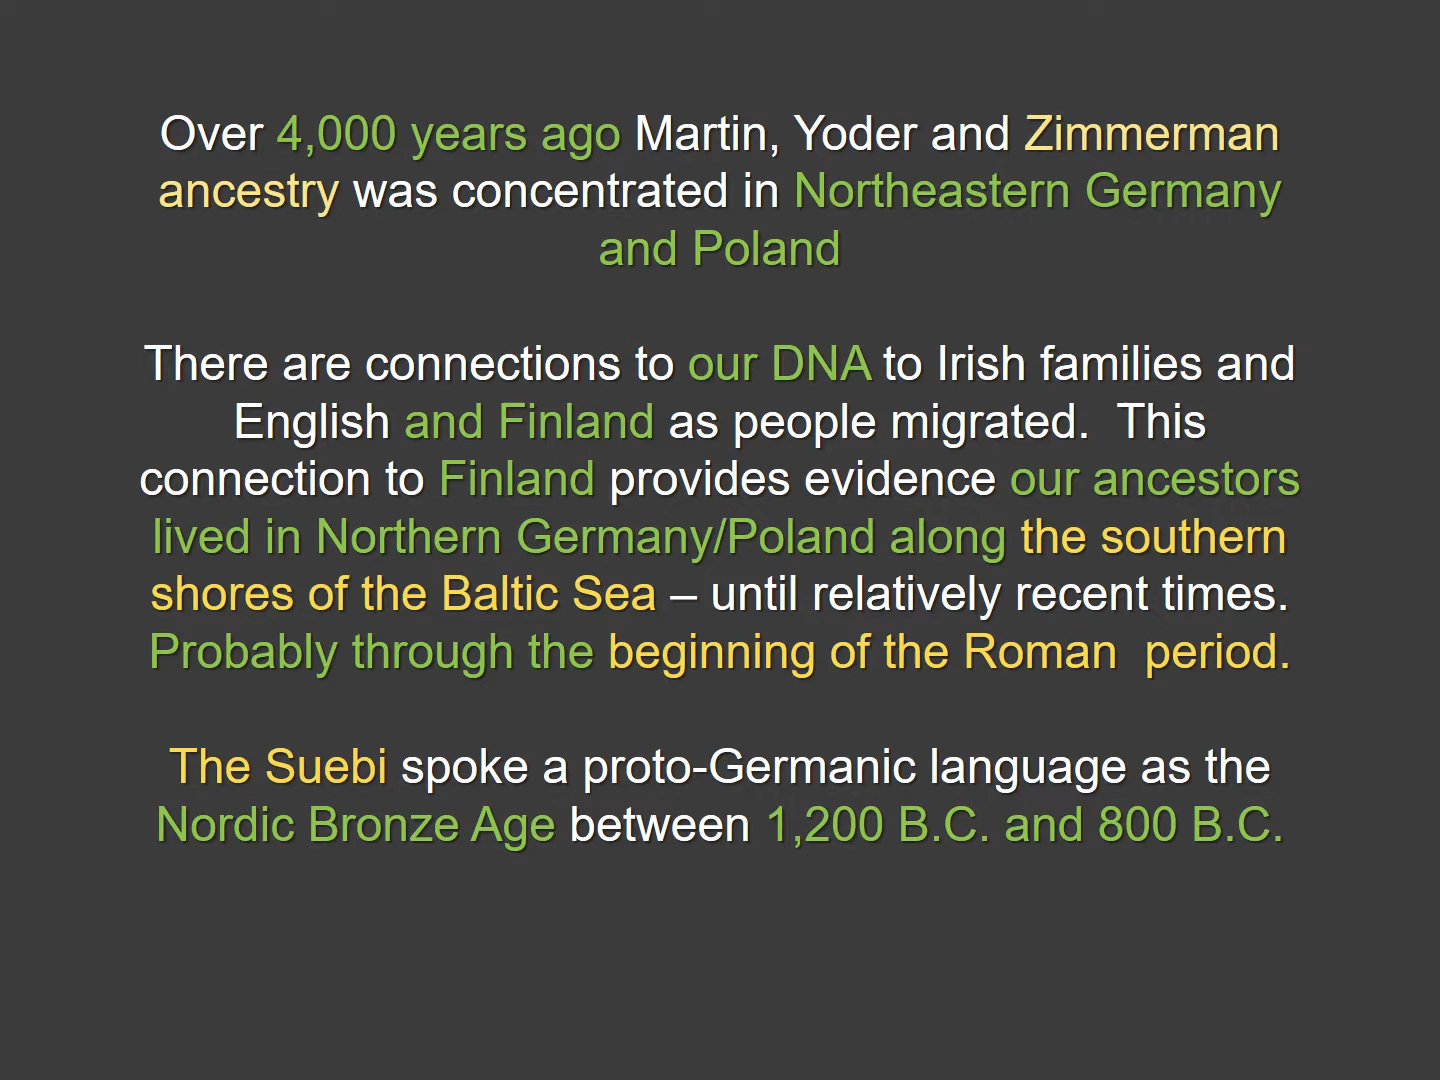 Over 4,000 years ago Martin, Yoder and Zimmerman
ancestry was concentrated in Northeastern Germany
and Poland
There are connections to our DNA to Irish families and
English and Finland as people migrated.  This
connection to Finland provides evidence our ancestors
lived in Northern Germany/Poland along the southern
shores of the Baltic Sea – until relatively recent times.
Probably through the beginning of the Roman  period.
The Suebi spoke a proto-Germanic language as the
Nordic Bronze Age between 1,200 B.C. and 800 B.C.